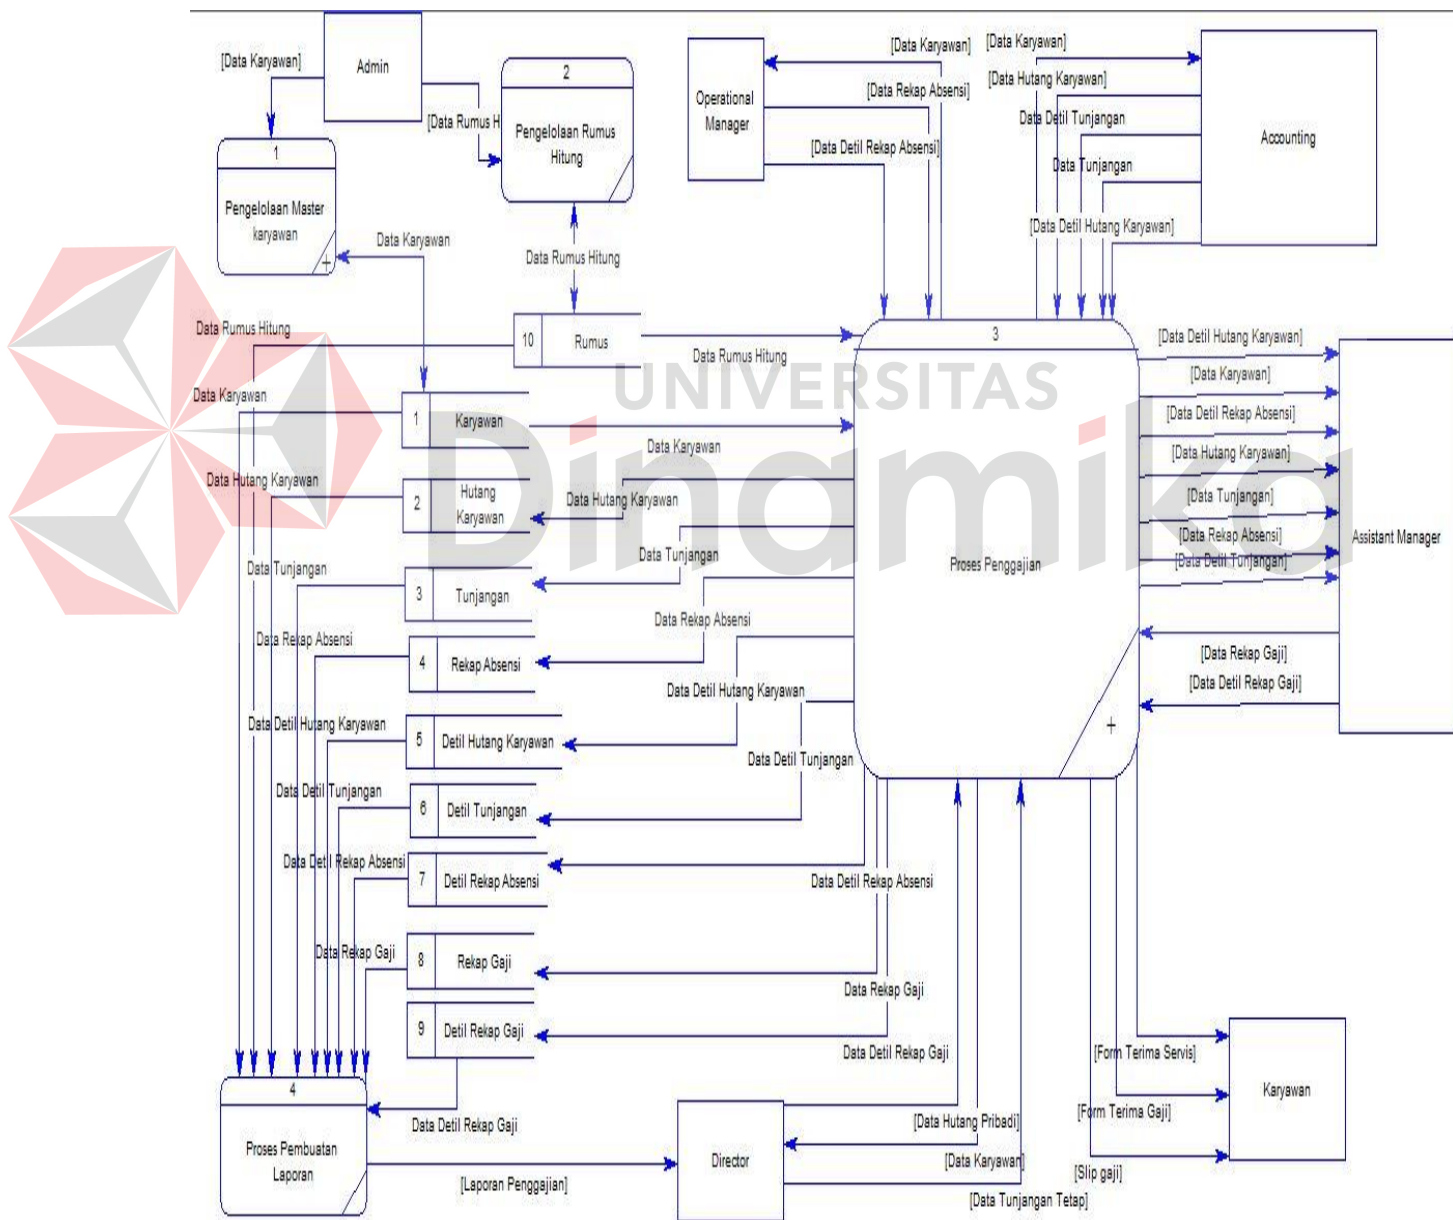 [Data Karyawan]
Admin
[Data Rumus H
1
Pengelolaan Master
karyawan
2
Pengelolaan Rumus
Hitung
Operational
Manager
[Data Karyawan]
[Data Rekap Absensi]
[Data Detil Rekap Absensi]
[Data Karyawan]
[Data Hutang Karyawan]
Data Detil Tunjangan
Data Tunjangan
[Data Detil Hutang Karyawan]
Accounting
Data Karyawan
Data Rumus Hitung
Data Rumus Hitung
10
Rumus
Data Rumus Hitung
3
Proses Penggajian
UNIVERSITAS
Dinamika
Data Karyawan
1
Karyawan
Data Karyawan
Data Hutang Karyawan
2
Hutang
Karyawan
Data Hutang Karyawan
Data Tunjangan
3
Tunjangan
Data Tunjangan
Data Rekap Absensi
4
Rekap Absensi
Data Rekap Absensi
Data Detil Hutang Karyawan
5
Detil Hutang Karyawan
Data Detil Hutang Karyawan
Data Detil Tunjangan
6
Detil Tunjangan
Data Detil Tunjangan
Data Detil Rekap Absensi
7
Detil Rekap Absensi
Data Detil Rekap Absensi
Data Rekap Gaji
8
Rekap Gaji
Data Rekap Gaji
9
Detil Rekap Gaji
Data Detil Rekap Gaji
[Data Detil Hutang Karyawan]
[Data Karyawan]
[Data Detil Rekap Absensi]
[Data Hutang Karyawan]
[Data Tunjangan]
[Data Rekap Absensi]
[Data Detil Tunjangan]
Assistant Manager
[Data Rekap Gaji]
[Data Detil Rekap Gaji]
4
Proses Pembuatan
Laporan
Data Detil Rekap Gaji
[Laporan Penggajian]
Director
[Data Hutang Pribadi]
[Data Karyawan]
[Data Tunjangan Tetap]
[Form Terima Servis]
[Form Terima Gaji]
[Slip gaji]
Karyawan